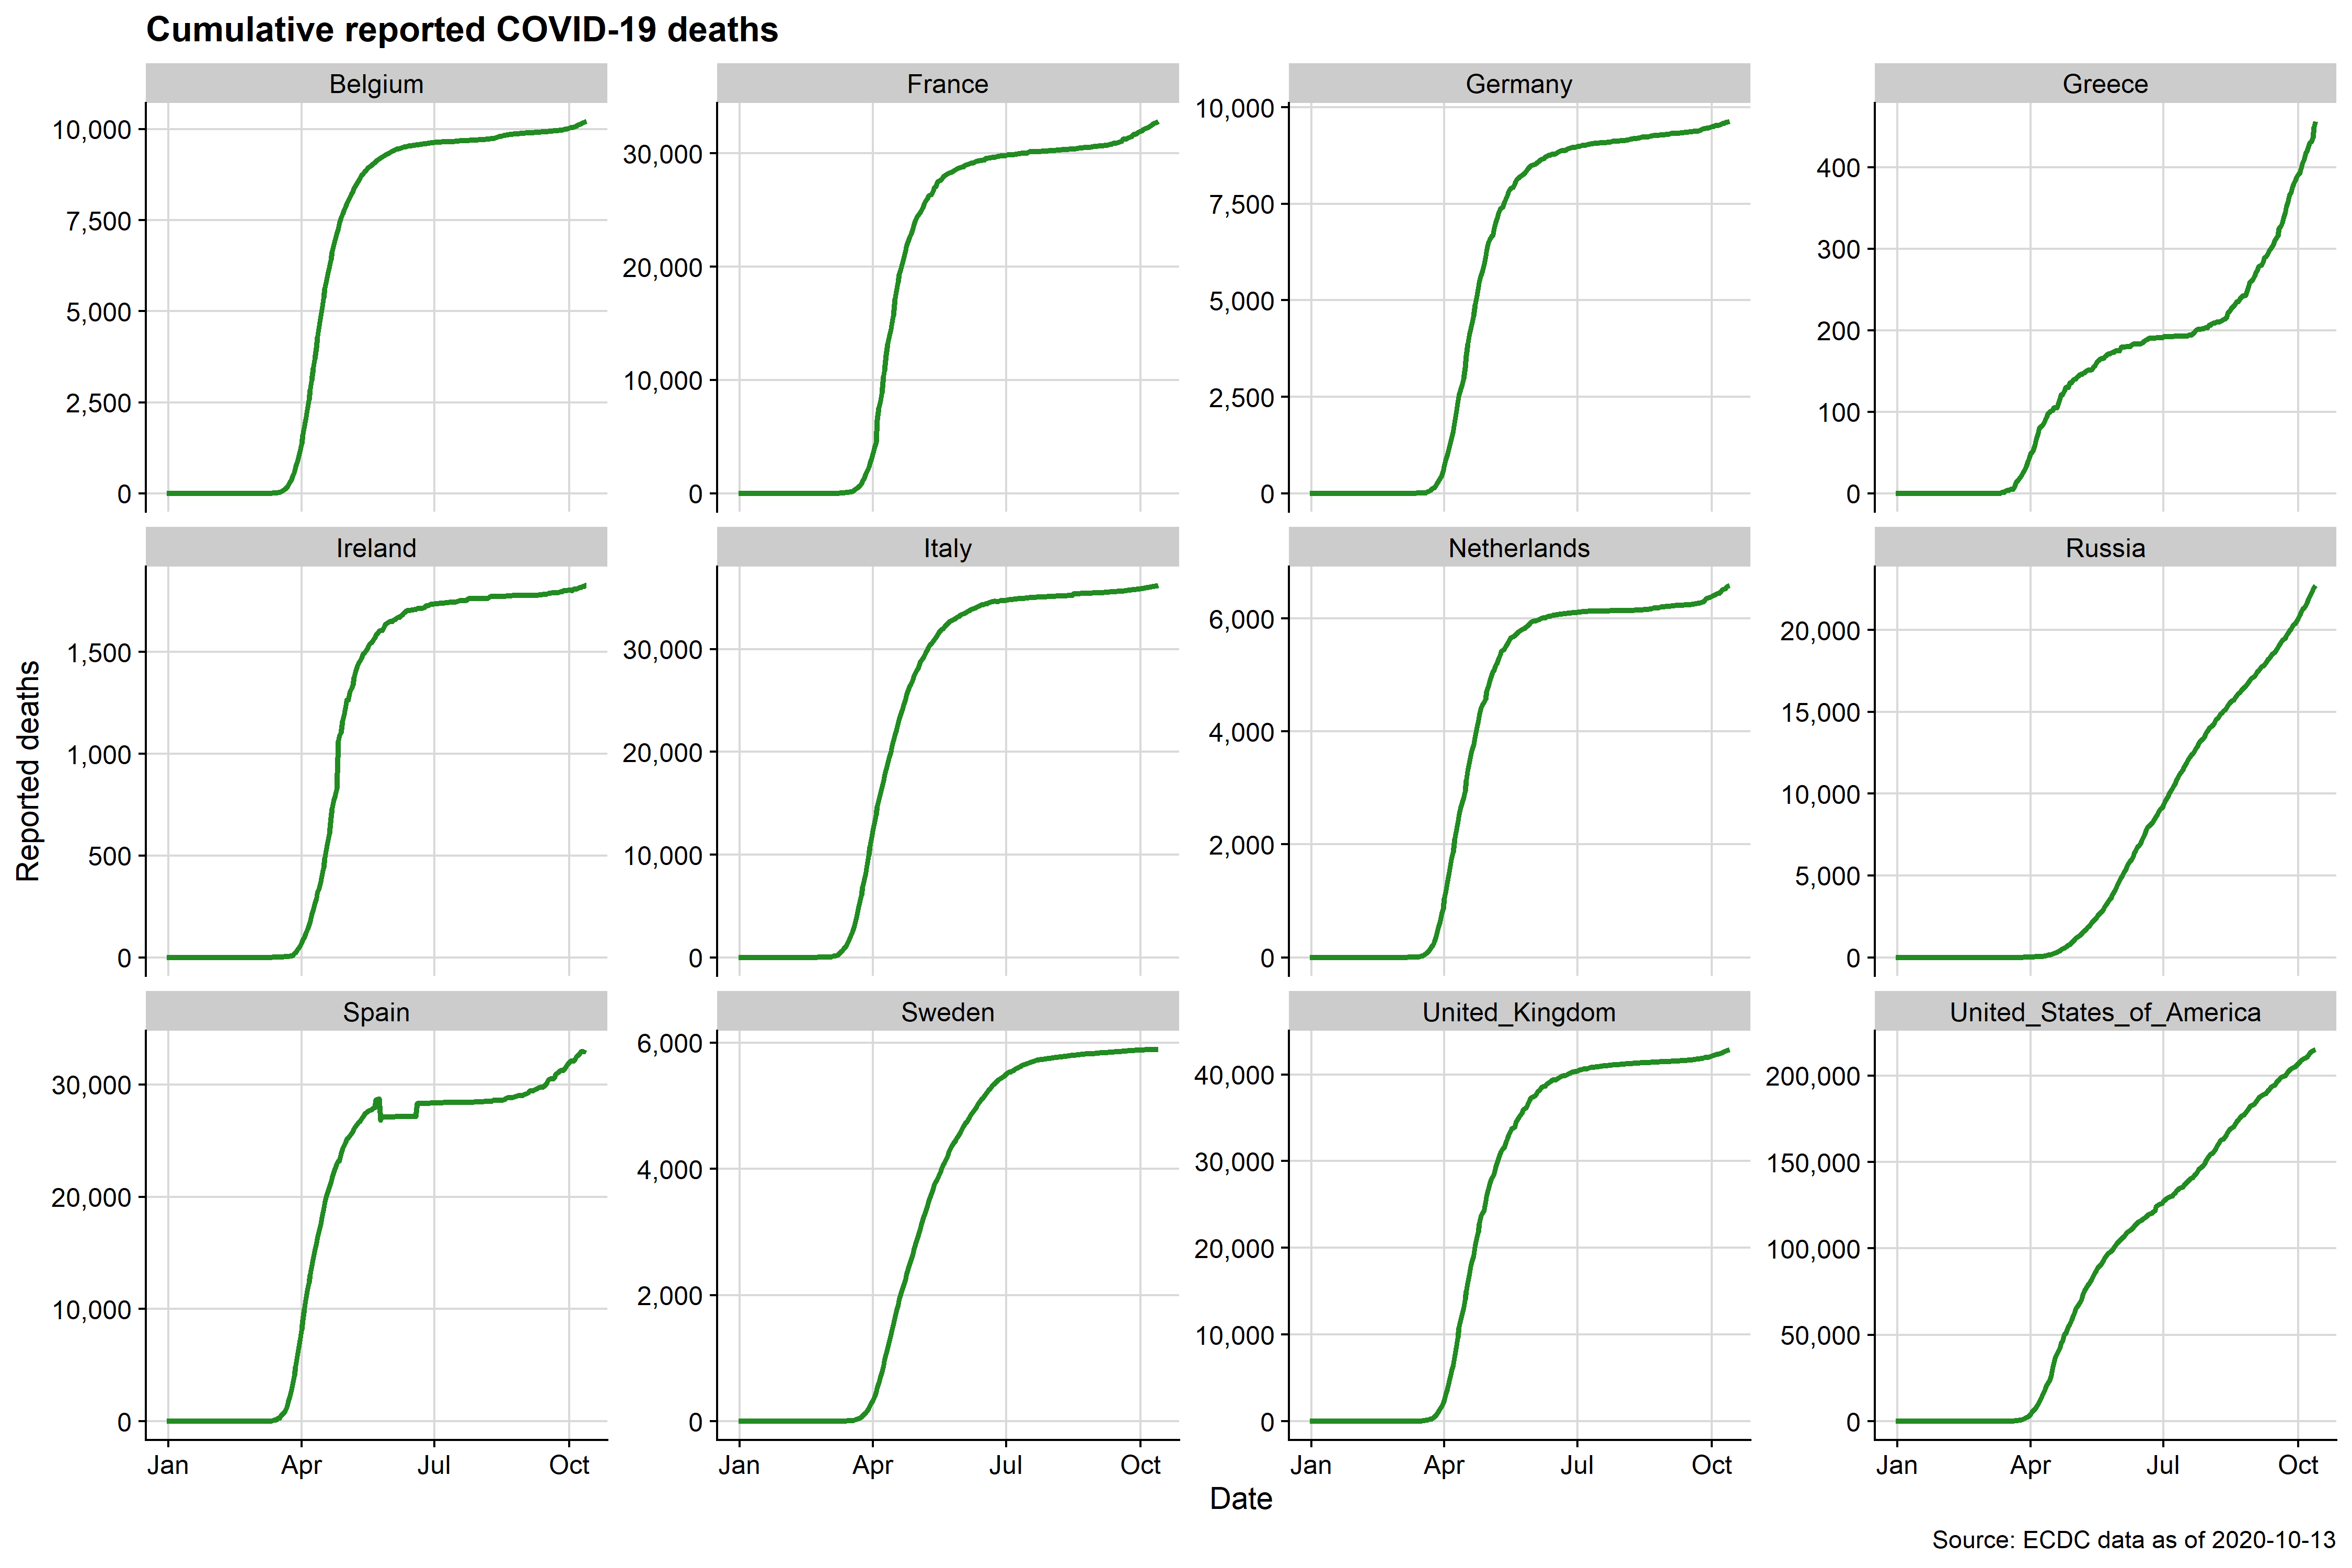 Cumulative reported COVID-19 deaths
Belgium
10,000
7,500
5,000
2,500
0
France
30,000
20,000
10,000
0
Germany
10,000
7,500
5,000
2,500
0
Greece
400
300
200
100
0
Reported deaths
Ireland
1,500
1,000
500
0
Italy
30,000
20,000
10,000
0
Netherlands
6,000
4,000
2,000
0
Russia
20,000
15,000
10,000
5,000
0
Spain
30,000
20,000
10,000
0
Jan Apr Jul Oct
Sweden
6,000
4,000
2,000
0
Jan Apr Jul Oct
United_Kingdom
40,000
30,000
20,000
10,000
0
Jan Apr Jul Oct
United_States_of_America
200,000
150,000
100,000
50,000
0
Jan Apr Jul Oct
Date
Source: ECDC data as of 2020-10-13